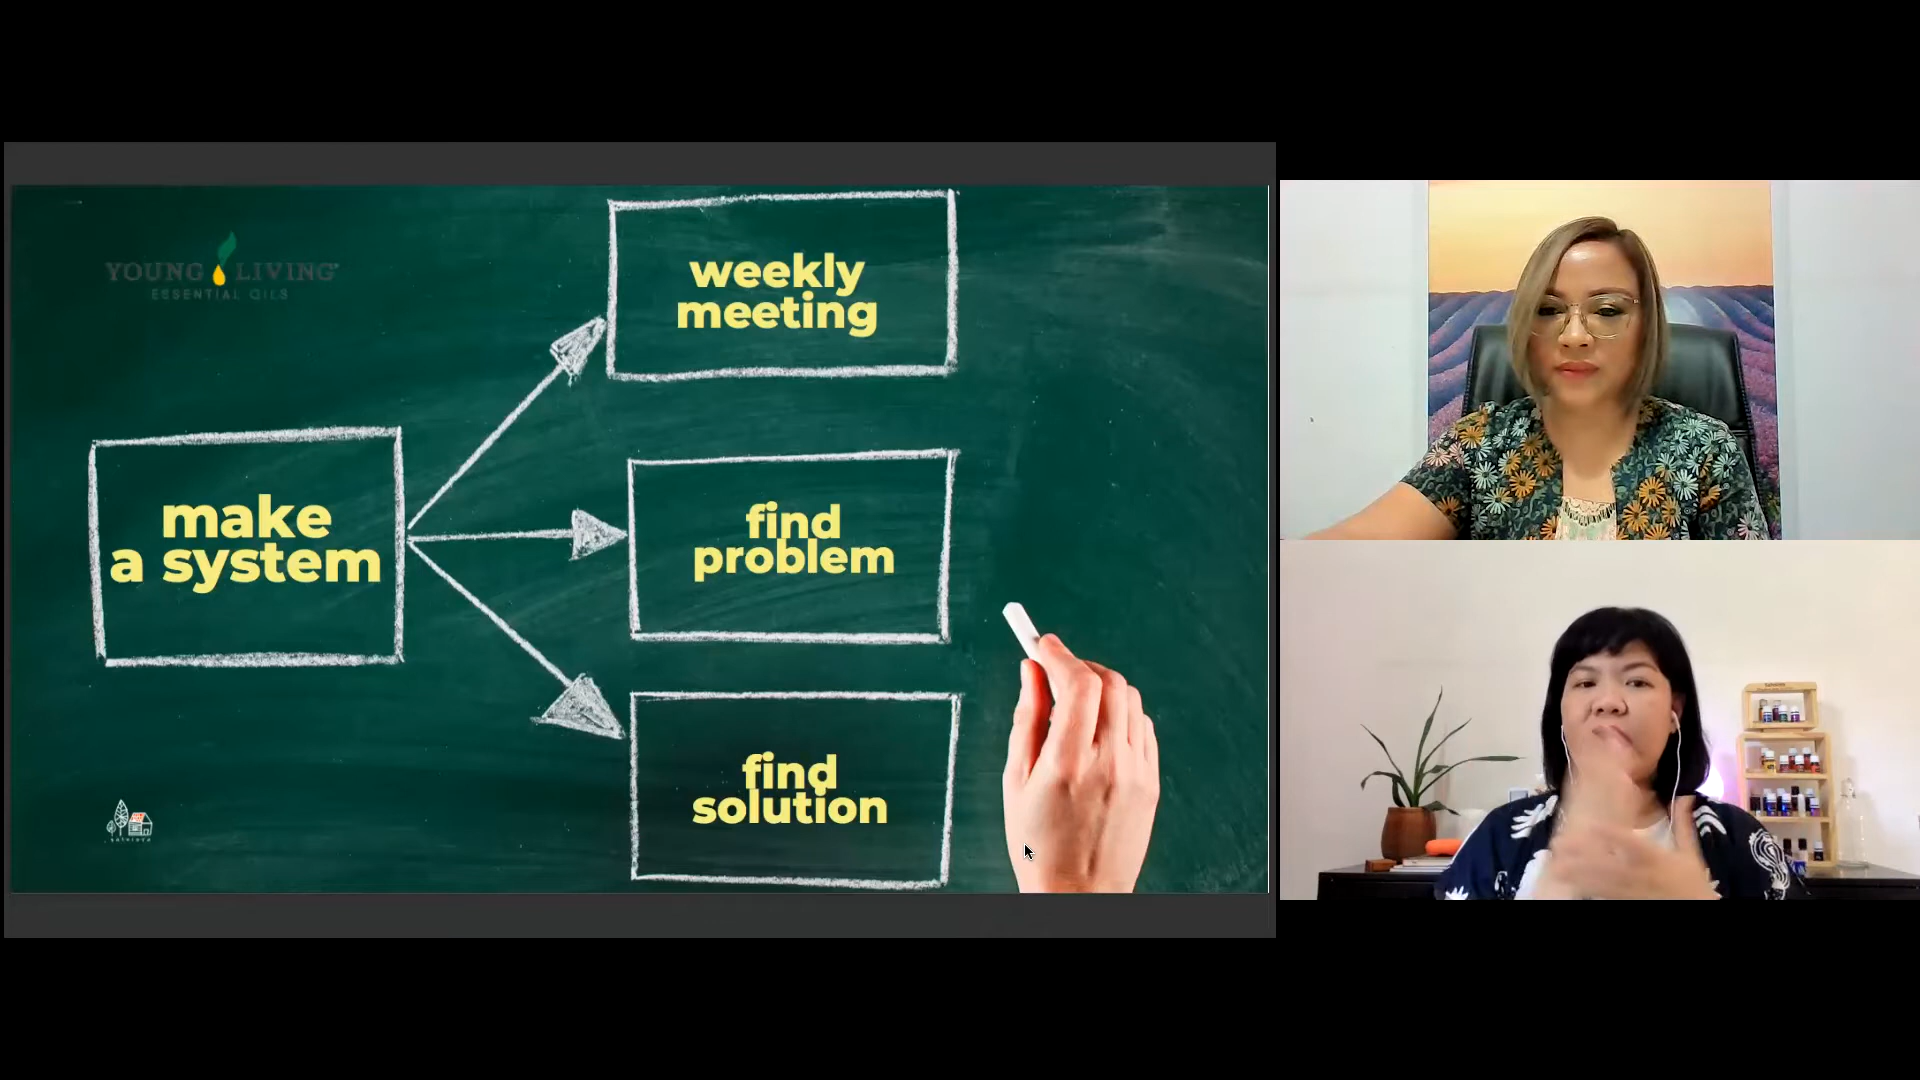 YOUNG LIVING
ESSENTIAL OILS
weekly
meeting
make
a system
find
problem
find
solution